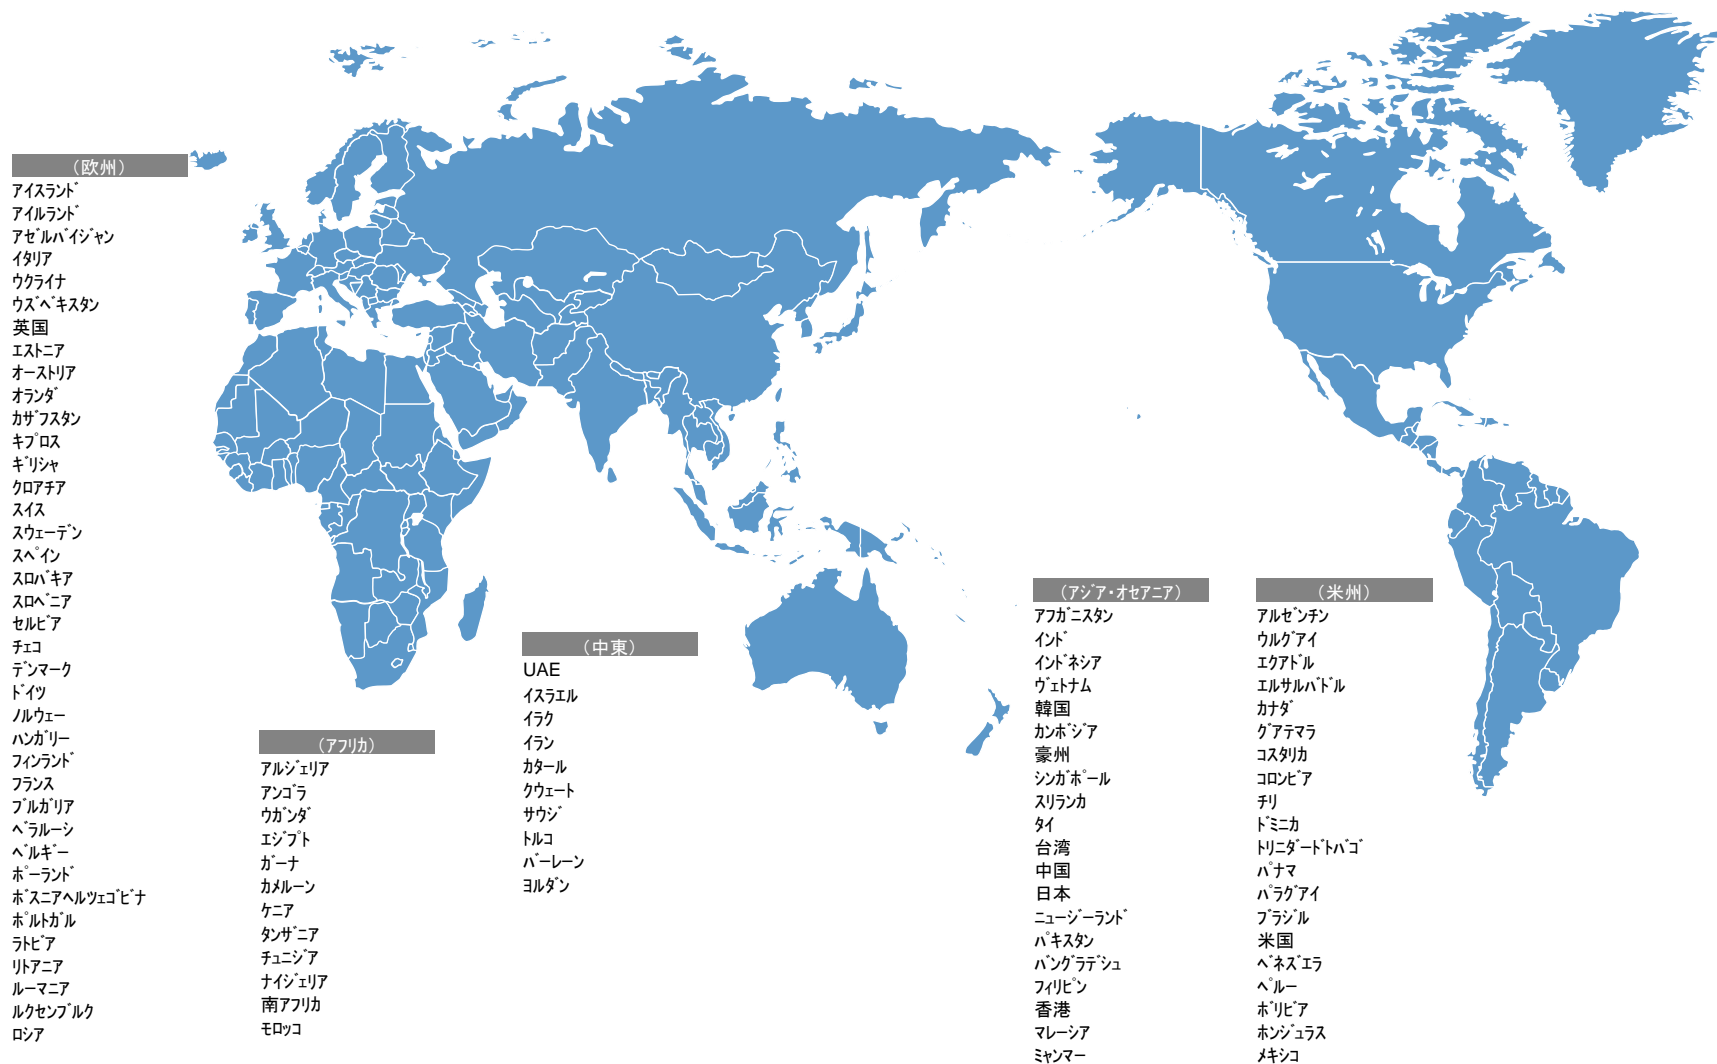 （欧州）
ｱｲｽﾗﾝﾄﾞ
ｱｲﾙﾗﾝﾄﾞ
ｱｾﾞﾙﾊﾞｲｼﾞｬﾝ
ｲﾀﾘｱ
ｳｸﾗｲﾅ
ｳｽﾞﾍﾞｷｽﾀﾝ
英国
ｴｽﾄﾆｱ
ｵｰｽﾄﾘｱ
ｵﾗﾝﾀﾞ
ｶｻﾞﾌｽﾀﾝ
ｷﾌﾟﾛｽ
ｷﾞﾘｼｬ
ｸﾛｱﾁｱ
ｽｲｽ
ｽｳｪｰﾃﾞﾝ
ｽﾍﾟｲﾝ
ｽﾛﾊﾞｷｱ
ｽﾛﾍﾞﾆｱ
ｾﾙﾋﾞｱ
ﾁｪｺ
ﾃﾞﾝﾏｰｸ
ﾄﾞｲﾂ
ﾉﾙｳｪｰ
ﾊﾝｶﾞﾘｰ
ﾌｨﾝﾗﾝﾄﾞ
ﾌﾗﾝｽ
ﾌﾞﾙｶﾞﾘｱ
ﾍﾞﾗﾙｰｼ
ﾍﾞﾙｷﾞｰ
ﾎﾟｰﾗﾝﾄﾞ
ﾎﾞｽﾆｱﾍﾙﾂｪｺﾞﾋﾞﾅ
ﾎﾟﾙﾄｶﾞﾙ
ﾗﾄﾋﾞｱ
ﾘﾄｱﾆｱ
ﾙｰﾏﾆｱ
ﾙｸｾﾝﾌﾞﾙｸ
ﾛｼｱ
（ｱﾌﾘｶ）
ｱﾙｼﾞｪﾘｱ
ｱﾝｺﾞﾗ
ｳｶﾞﾝﾀﾞ
ｴｼﾞﾌﾟﾄ
ｶﾞｰﾅ
ｶﾒﾙｰﾝ
ｹﾆｱ
ﾀﾝｻﾞﾆｱ
ﾁｭﾆｼﾞｱ
ﾅｲｼﾞｪﾘｱ
南ｱﾌﾘｶ
ﾓﾛｯｺ
（中東）
UAE
ｲｽﾗｴﾙ
ｲﾗｸ
ｲﾗﾝ
ｶﾀｰﾙ
ｸｳｪｰﾄ
ｻｳｼﾞ
ﾄﾙｺ
ﾊﾞｰﾚｰﾝ
ﾖﾙﾀﾞﾝ
（ｱｼﾞｱ・ｵｾｱﾆｱ）
ｱﾌｶﾞﾆｽﾀﾝ
ｲﾝﾄﾞ
ｲﾝﾄﾞﾈｼｱ
ｳﾞｪﾄﾅﾑ
韓国
ｶﾝﾎﾞｼﾞｱ
豪州
ｼﾝｶﾞﾎﾟｰﾙ
ｽﾘﾗﾝｶ
ﾀｲ
台湾
中国
日本
ﾆｭｰｼﾞｰﾗﾝﾄﾞ
ﾊﾟｷｽﾀﾝ
ﾊﾞﾝｸﾞﾗﾃﾞｼｭ
ﾌｨﾘﾋﾟﾝ
香港
ﾏﾚｰｼｱ
ﾐｬﾝﾏｰ
（米州）
ｱﾙｾﾞﾝﾁﾝ
ｳﾙｸﾞｱｲ
ｴｸｱﾄﾞﾙ
ｴﾙｻﾙﾊﾞﾄﾞﾙ
ｶﾅﾀﾞ
ｸﾞｱﾃﾏﾗ
ｺｽﾀﾘｶ
ｺﾛﾝﾋﾞｱ
ﾁﾘ
ﾄﾞﾐﾆｶ
ﾄﾘﾆﾀﾞｰﾄﾞﾄﾊﾞｺﾞ
ﾊﾟﾅﾏ
ﾊﾟﾗｸﾞｱｲ
ﾌﾞﾗｼﾞﾙ
米国
ﾍﾞﾈｽﾞｴﾗ
ﾍﾟﾙｰ
ﾎﾞﾘﾋﾞｱ
ﾎﾝｼﾞｭﾗｽ
ﾒｷｼｺ